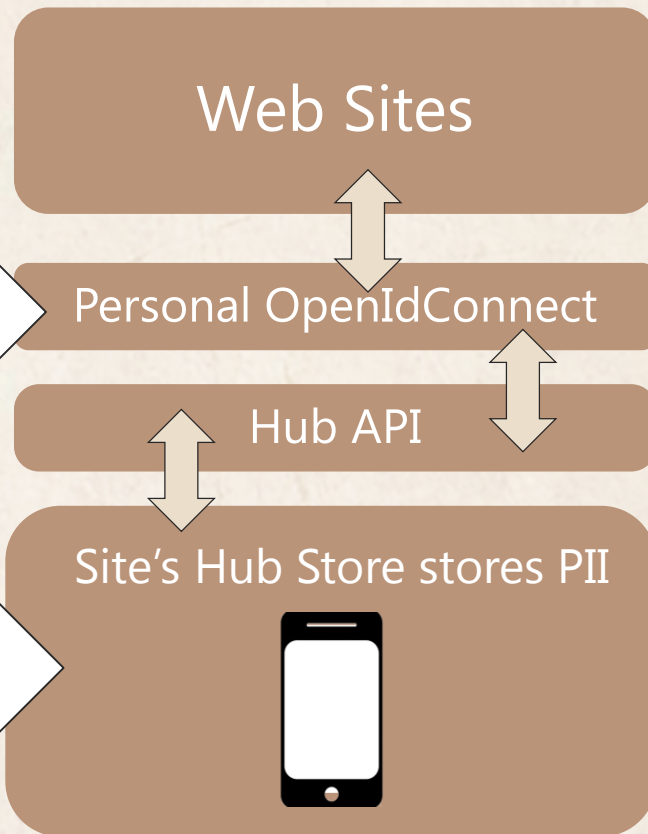 Web Sites
Personal OpenIdConnect
Hub API
Site’s Hub Store stores PII